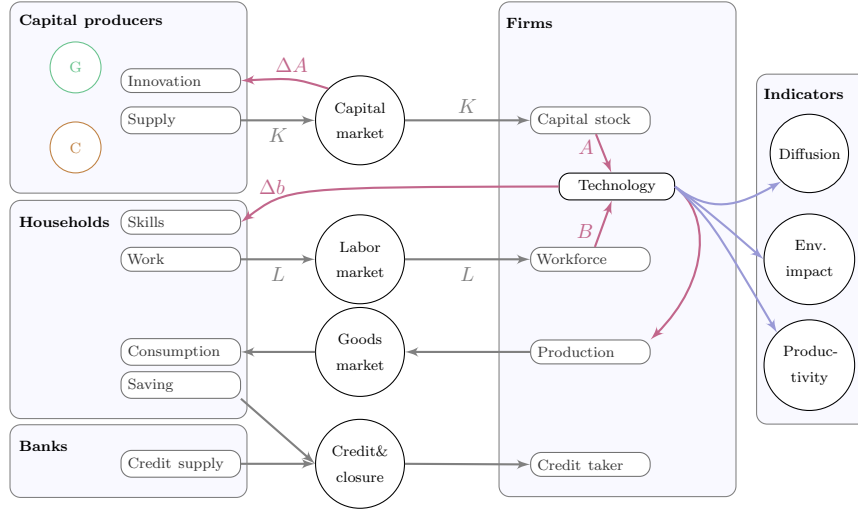 Capital producers
G
C
Innovation
Supply
ΔA
K
Capital
market
K
Firms
Capital stock
A
Technology
B
Workforce
Production
Credit taker
Households
Skills
Work
Δb
L
Labor
market
L
Consumption
Saving
Goods
market
Banks
Credit supply
Credit&
closure
Indicators
Diffusion
Env.
impact
Produc-
tivity